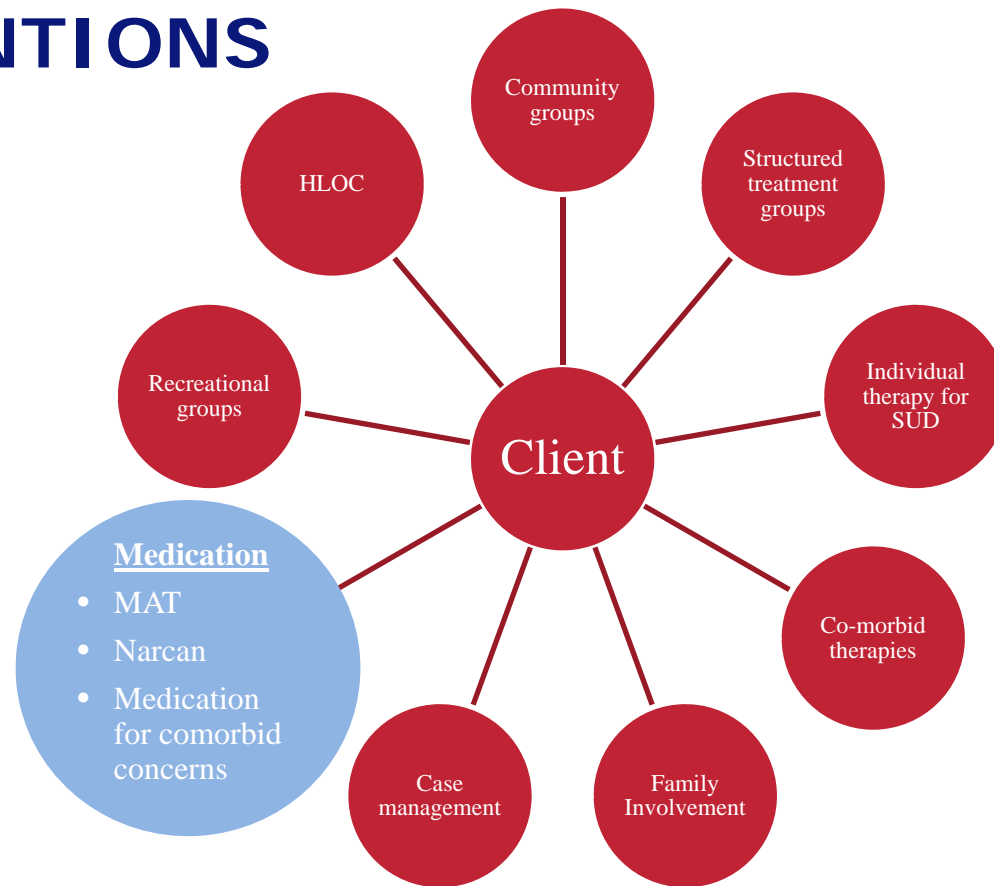 NTIONS
Community
groups
Structured
treatment
groups
HLOC
Individual
therapy for
SUD
Recreational
groups
Client
Medication
• MAT
• Narcan
• Medication
for comorbid
concerns
Co-morbid
therapies
Case
management
Family
Involvement